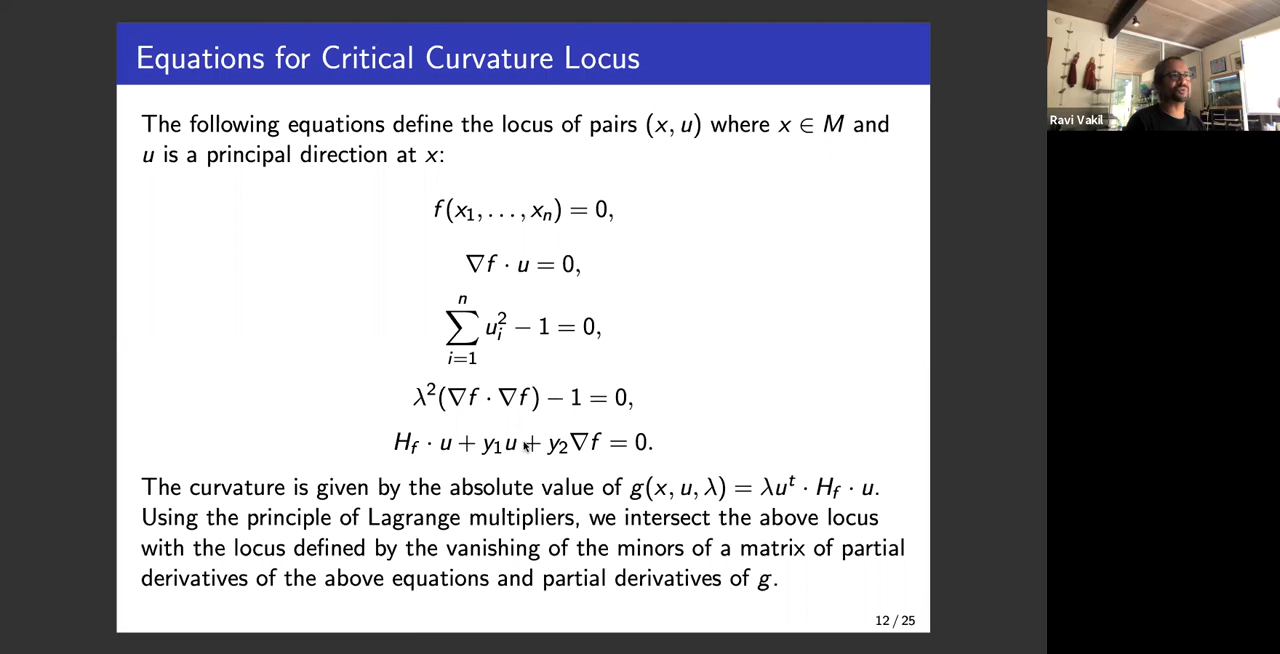 Equations for Critical Curvature Locus
The following equations define the locus of pairs (x, u) where x ∈ M and
u is a principal direction at x:
f(x₁, . . . , xₙ) = 0,
∇f · u = 0,
∑ᵢ₌₁ⁿ uᵢ² − 1 = 0,
λ²(∇f · ∇f) − 1 = 0,
H_f · u + y₁u + y₂∇f = 0.
The curvature is given by the absolute value of g(x, u, λ) = λuᵗ · H_f · u.
Using the principle of Lagrange multipliers, we intersect the above locus
with the locus defined by the vanishing of the minors of a matrix of partial
derivatives of the above equations and partial derivatives of g.
12 / 25
Ravi Vakil